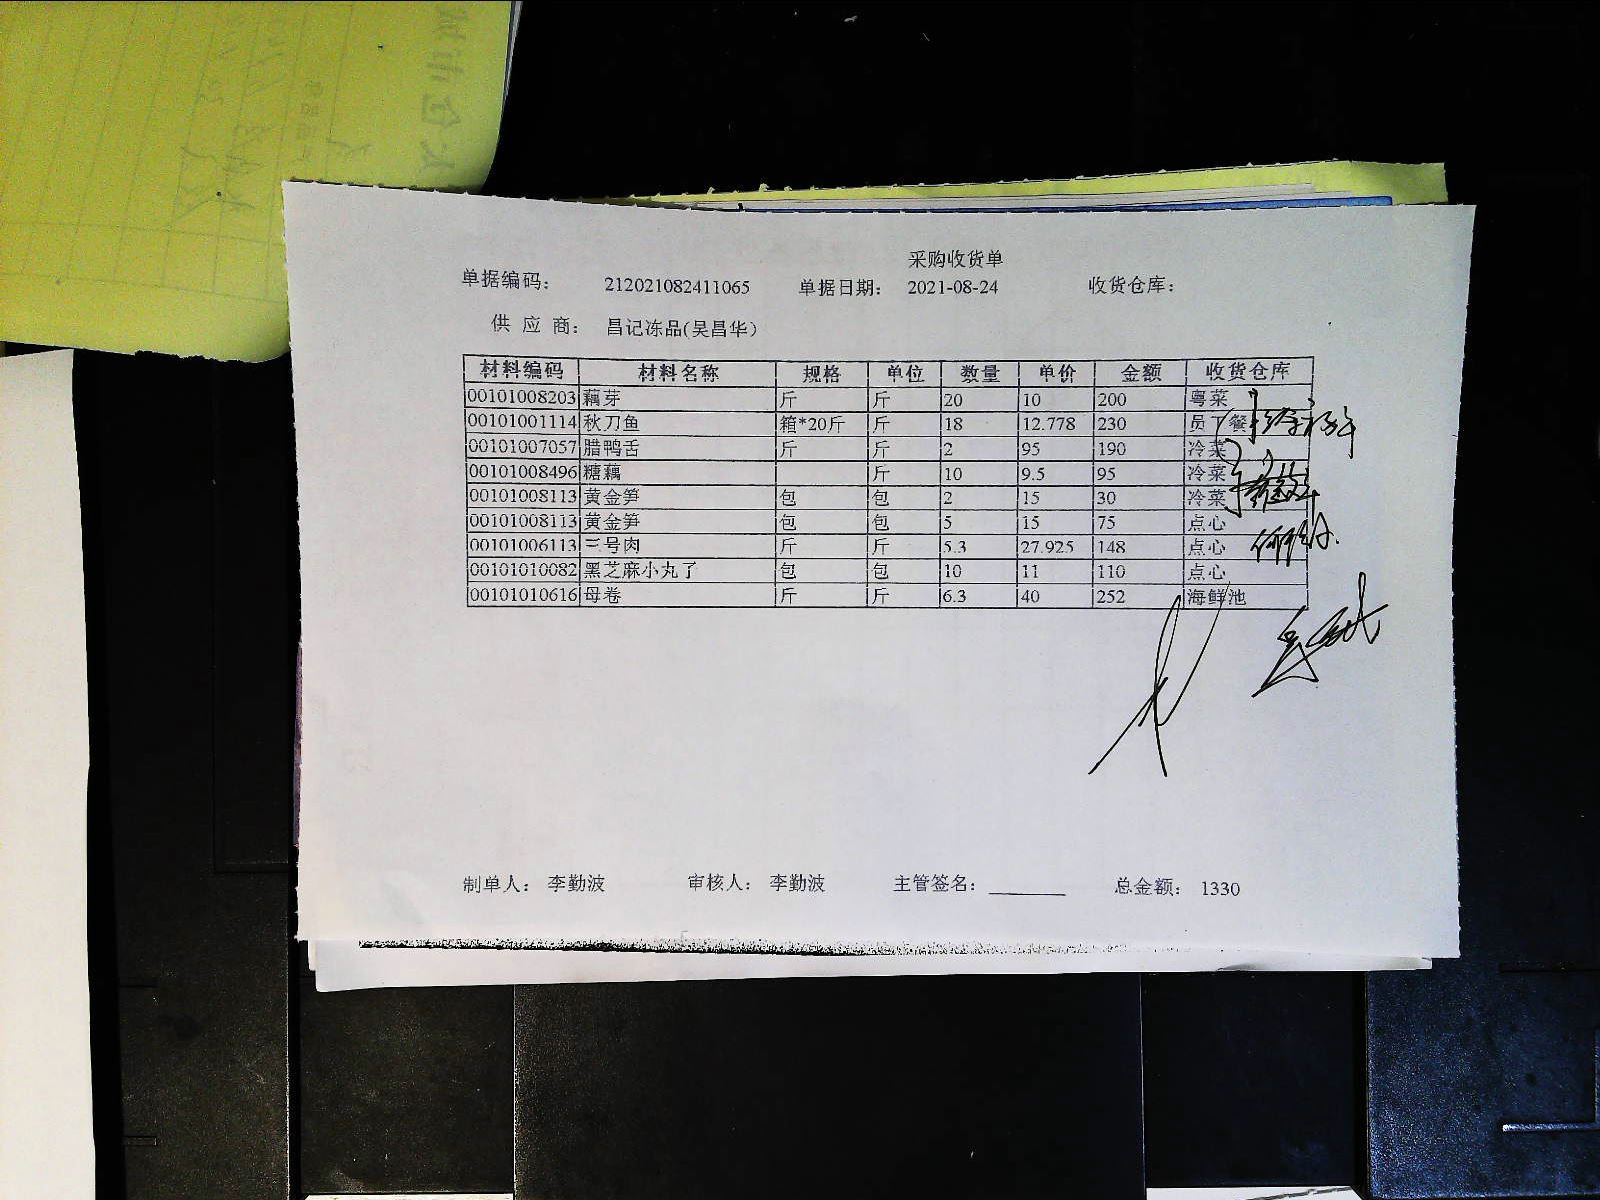 采购收货单
单据编码： 212021082411065 单据日期： 2021-08-24 收货仓库：
供 应 商： 昌记冻品(吴昌华）
材料编码 材料名称 规格 单位 数量 单价 金额 收货仓库
00101008203 藕芽 斤 斤 20 10 200 粤菜
00101001114 秋刀鱼 箱*20斤 斤 18 12.778 230 员丁餐
00101007057 腊鸭舌 斤 斤 2 95 190 冷菜
00101008496 糖藕 斤 10 9.5 95 冷菜
00101008113 黄金笋 包 包 2 15 30 冷菜
00101008113 黄金笋 包 包 5 15 75 点心
00101006113 三号肉 斤 斤 5.3 27.925 148 点心
00101010082 黑芝麻小丸了 包 包 10 11 110 点心
00101010616 母卷 斤 斤 6.3 40 252 海鲜池
制单人： 李勤波 审核人： 李勤波 主管签名： 总金额： 1330